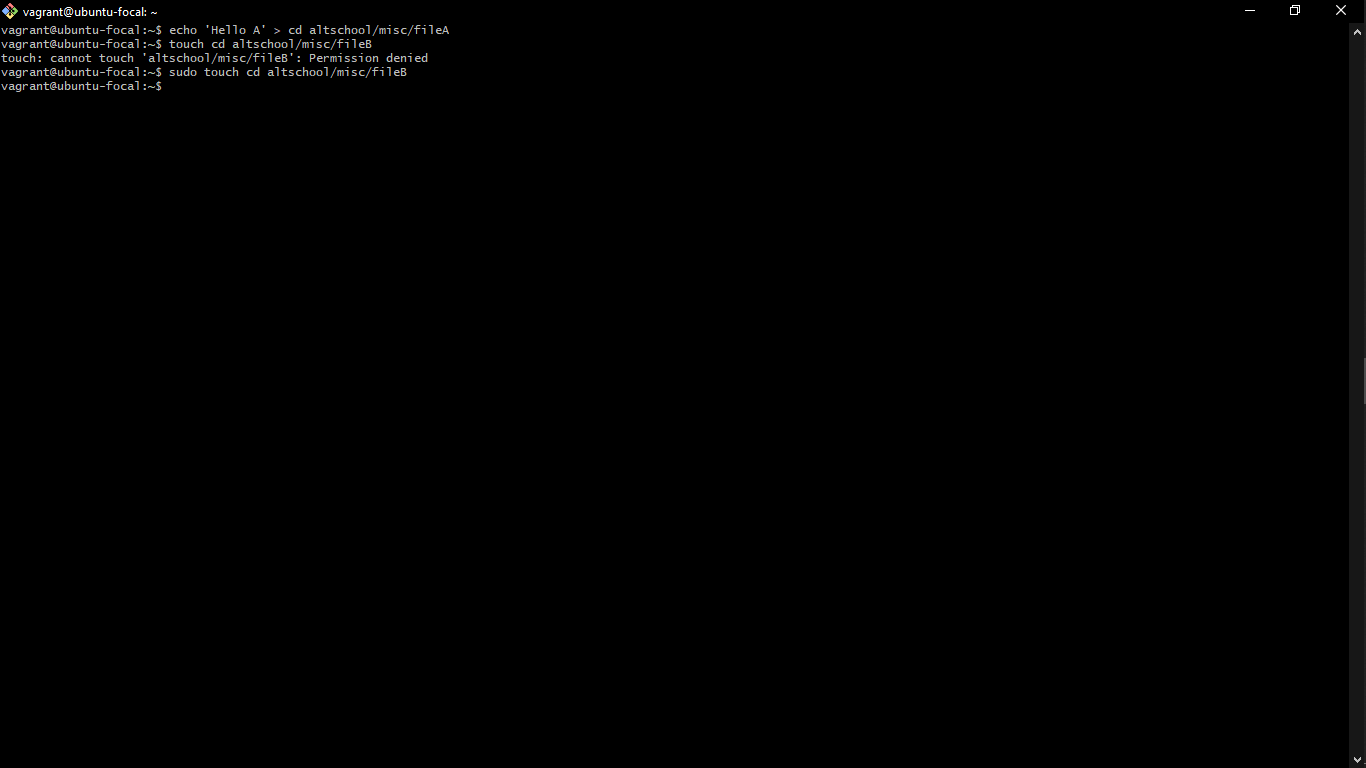 vagrant@ubuntu-focal: ~
vagrant@ubuntu-focal:~$ echo 'Hello A' > cd altschool/misc/fileA
vagrant@ubuntu-focal:~$ touch cd altschool/misc/fileB
touch: cannot touch 'altschool/misc/fileB': Permission denied
vagrant@ubuntu-focal:~$ sudo touch cd altschool/misc/fileB
vagrant@ubuntu-focal:~$